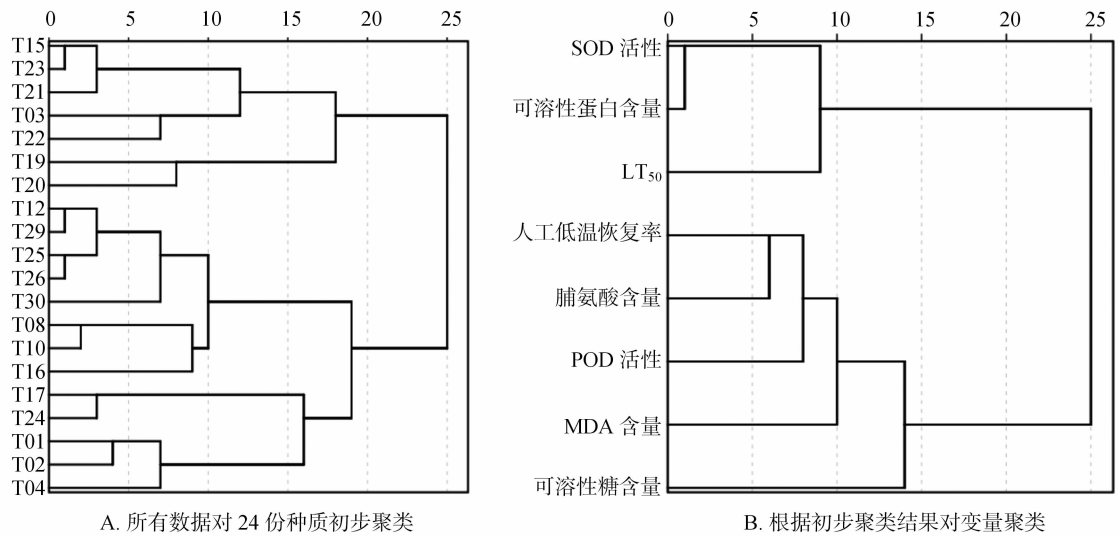 0 5 10 15 20 25
T15
T23
T21
T03
T22
T19
T20
T12
T29
T25
T26
T30
T08
T10
T16
T17
T24
T01
T02
T04
A. 所有数据对 24 份种质初步聚类
0 5 10 15 20 25
SOD 活性
可溶性蛋白含量
LT₅₀
人工低温恢复率
脯氨酸含量
POD 活性
MDA 含量
可溶性糖含量
B. 根据初步聚类结果对变量聚类